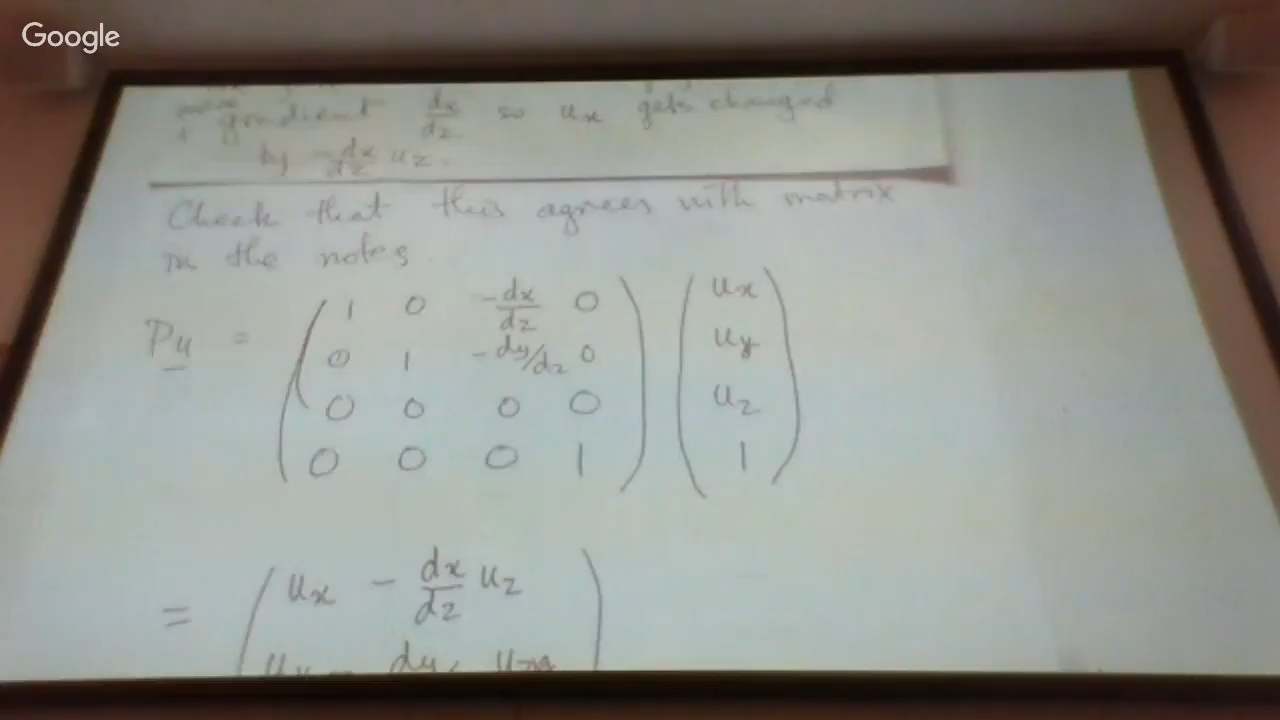 Google
gradient dx/dz so ux gets changed
by -dx/dz uz.
Check that this agrees with matrix
in the notes.
Pu = ( 1 0 -dx/dz 0 ) ( ux )
0 1 -dy/dz 0 uy
0 0 0 0 uz
0 0 0 1 1
= ( ux - dx/dz uz )
uy - dy